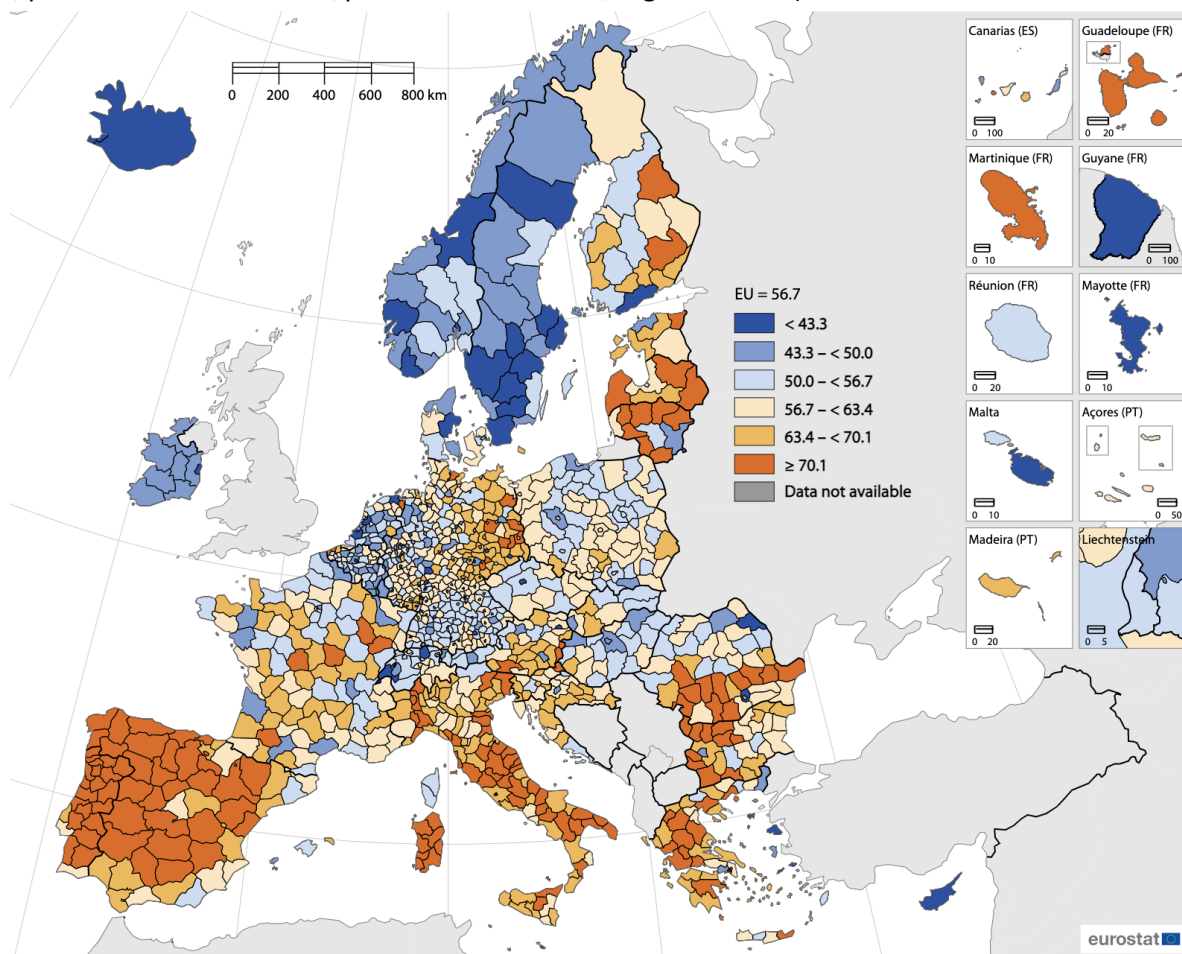 0 200 400 600 800 km
EU = 56.7
< 43.3
43.3 – < 50.0
50.0 – < 56.7
56.7 – < 63.4
63.4 – < 70.1
≥ 70.1
Data not available
Canarias (ES)
0 100
Guadeloupe (FR)
0 20
Martinique (FR)
0 10
Guyane (FR)
0 100
Réunion (FR)
0 20
Mayotte (FR)
0 10
Malta
0 10
Açores (PT)
0 50
Madeira (PT)
0 20
Liechtenstein
0 5
eurostat